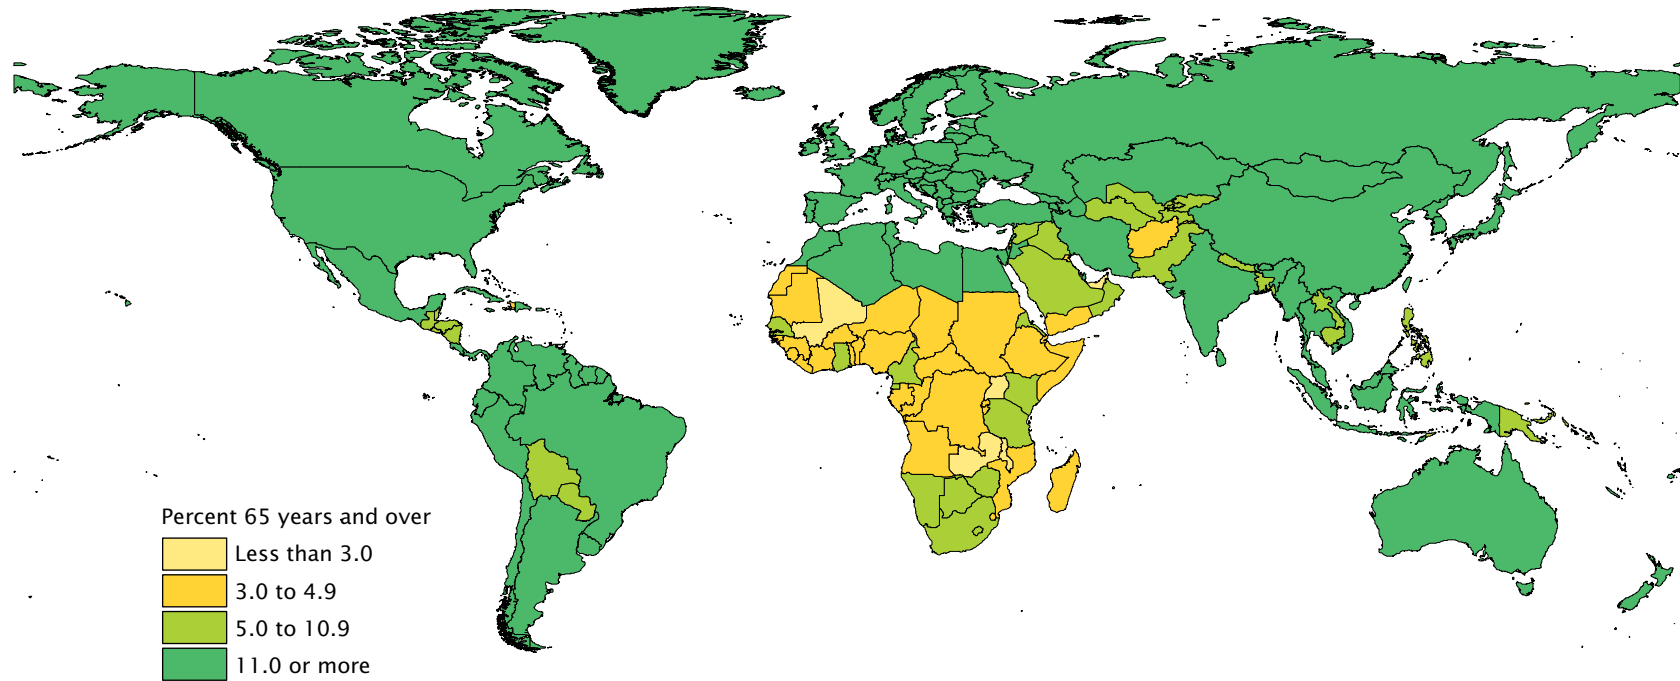 Percent 65 years and over
Less than 3.0
3.0 to 4.9
5.0 to 10.9
11.0 or more